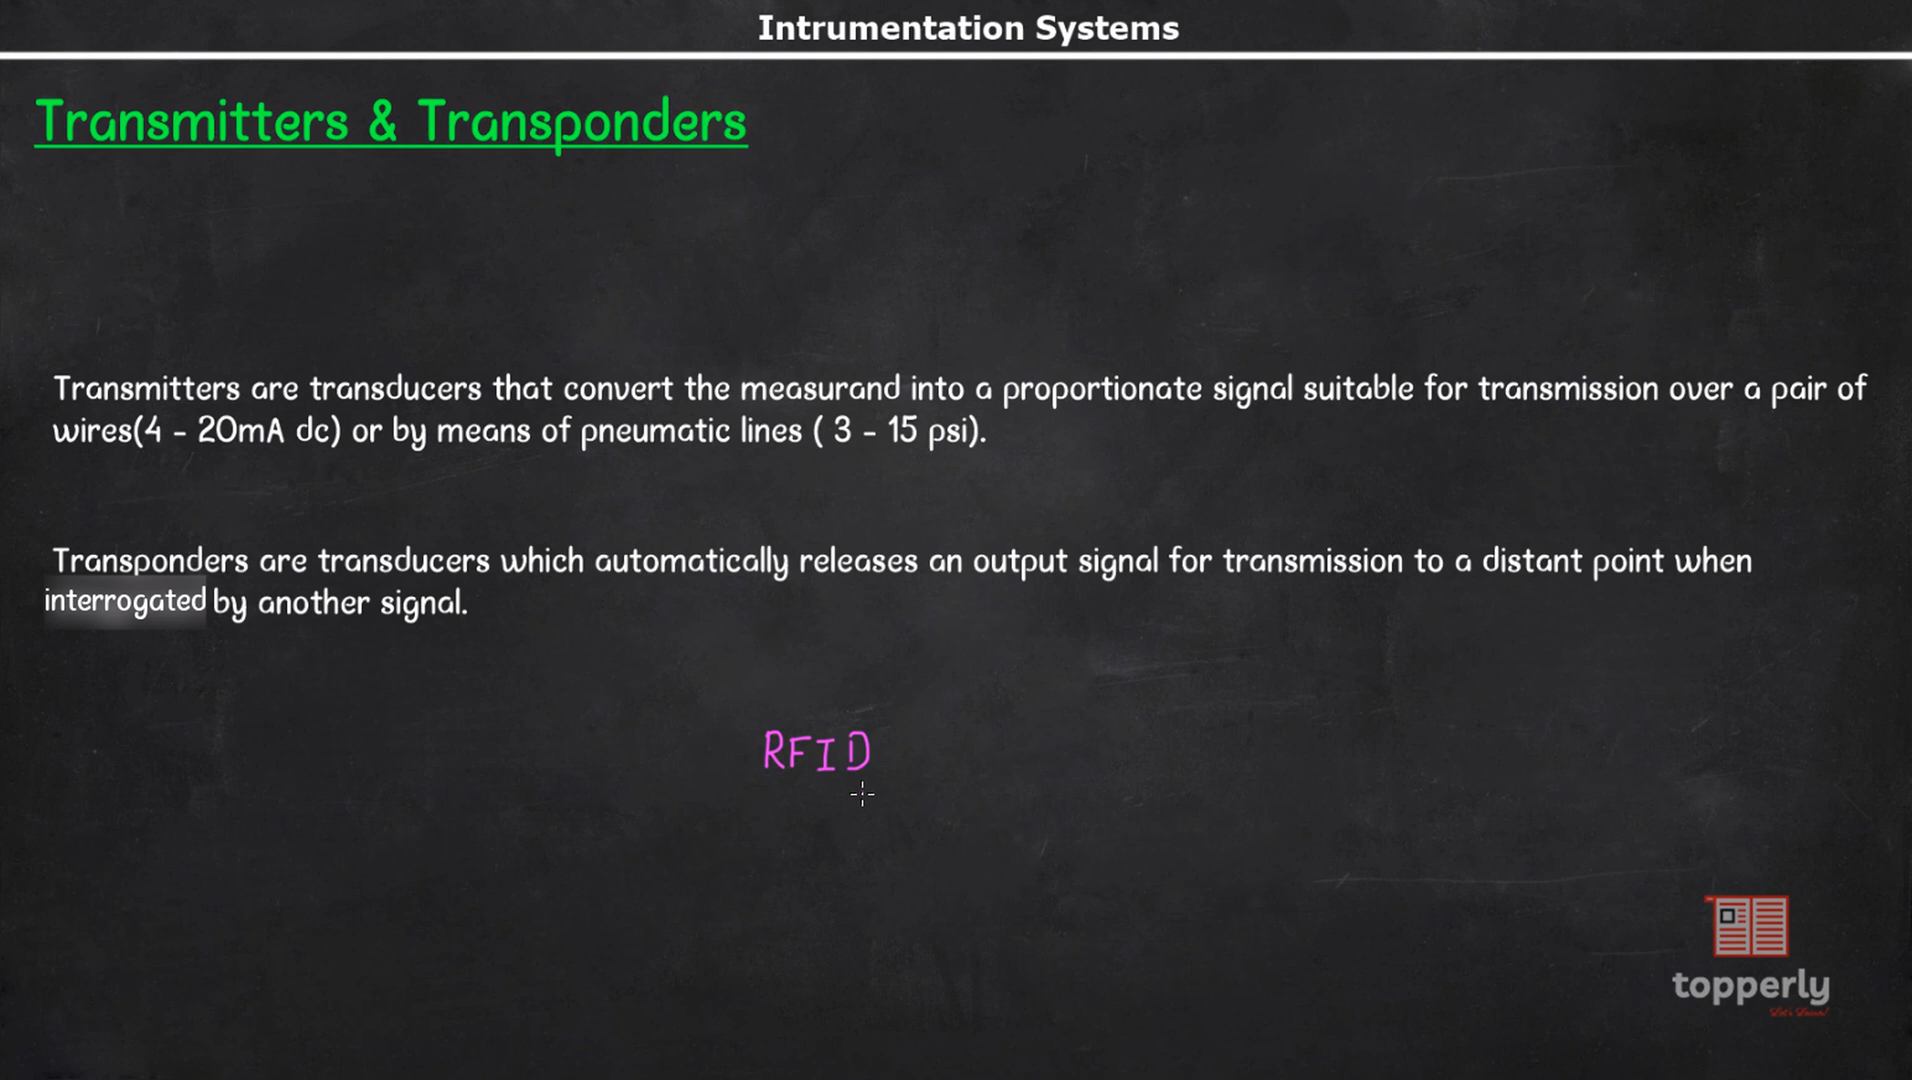 Intrumentation Systems
Transmitters & Transponders
Transmitters are transducers that convert the measurand into a proportionate signal suitable for transmission over a pair of
wires(4 - 20mA dc) or by means of pneumatic lines ( 3 - 15 psi).
Transponders are transducers which automatically releases an output signal for transmission to a distant point when
interrogated by another signal.
RFID
topperly
Let's Learn!